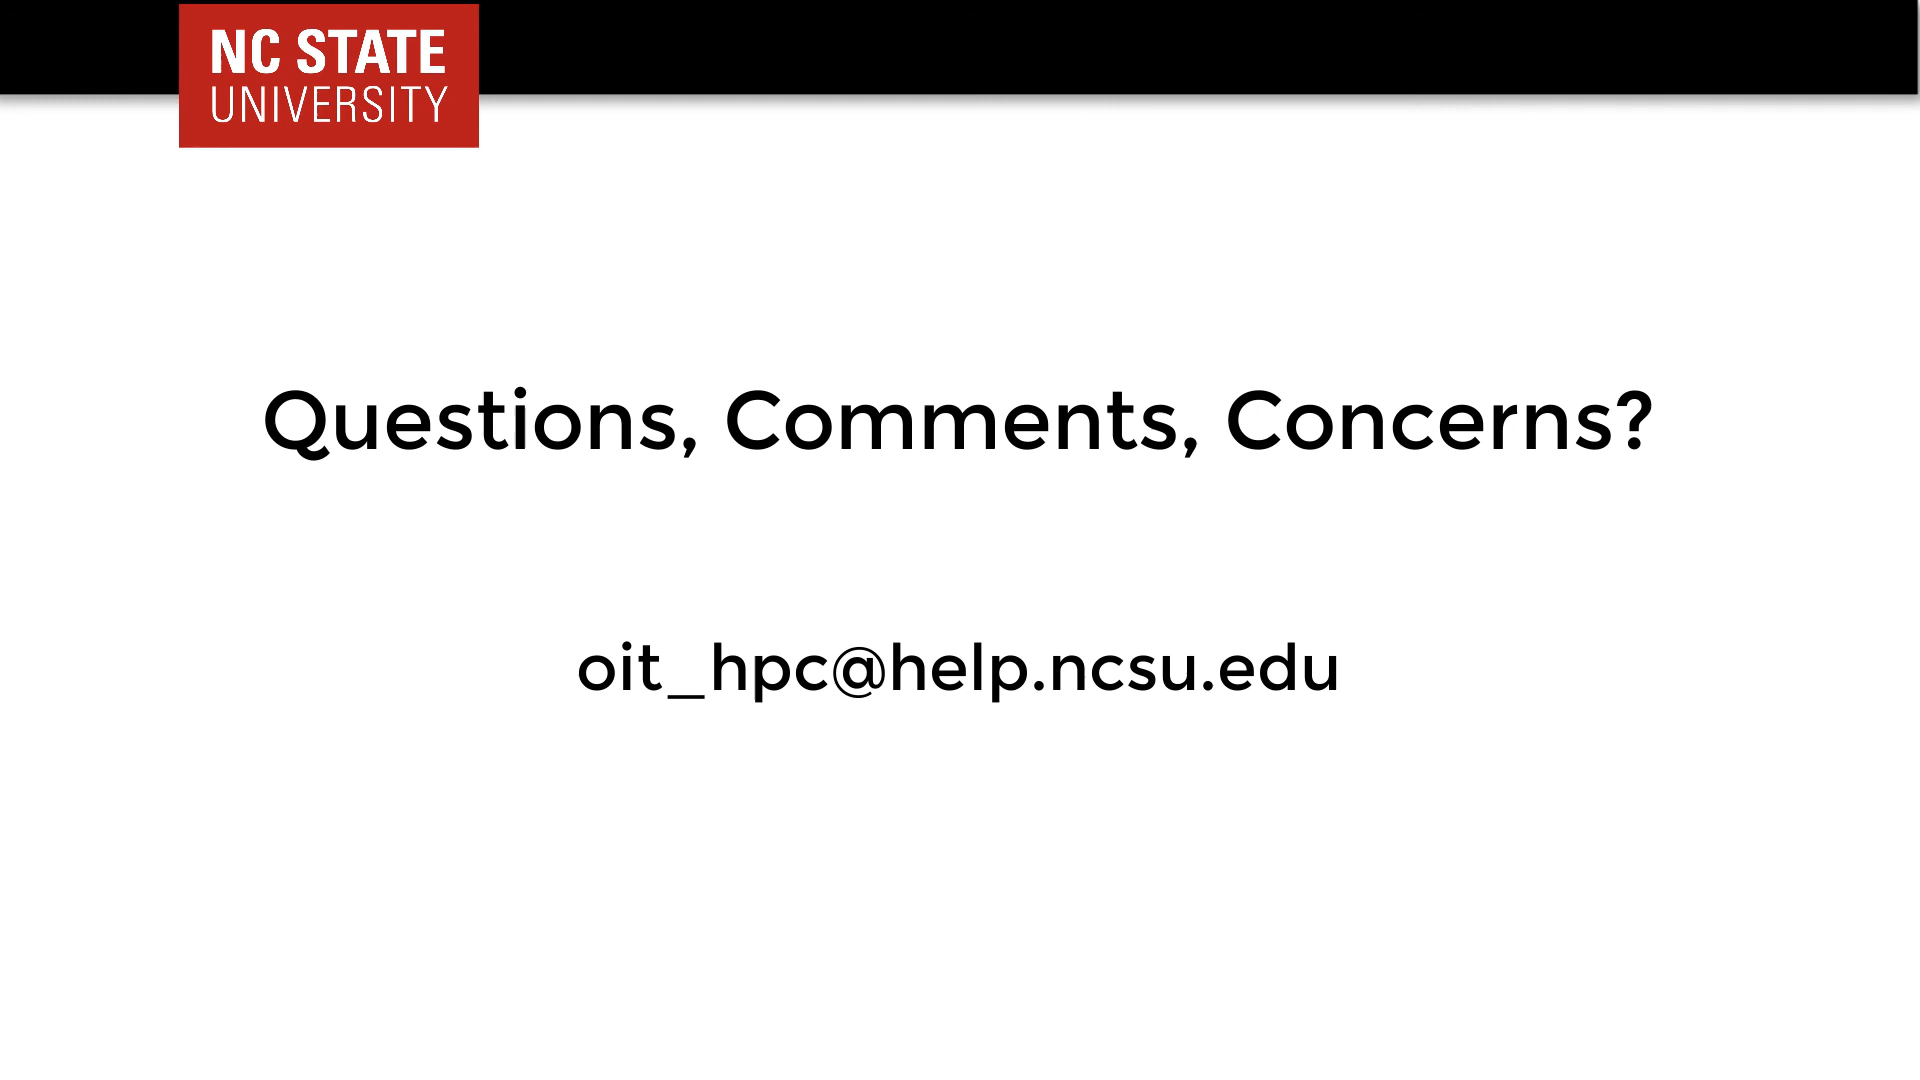 NC STATE
UNIVERSITY
Questions, Comments, Concerns?
oit_hpc@help.ncsu.edu